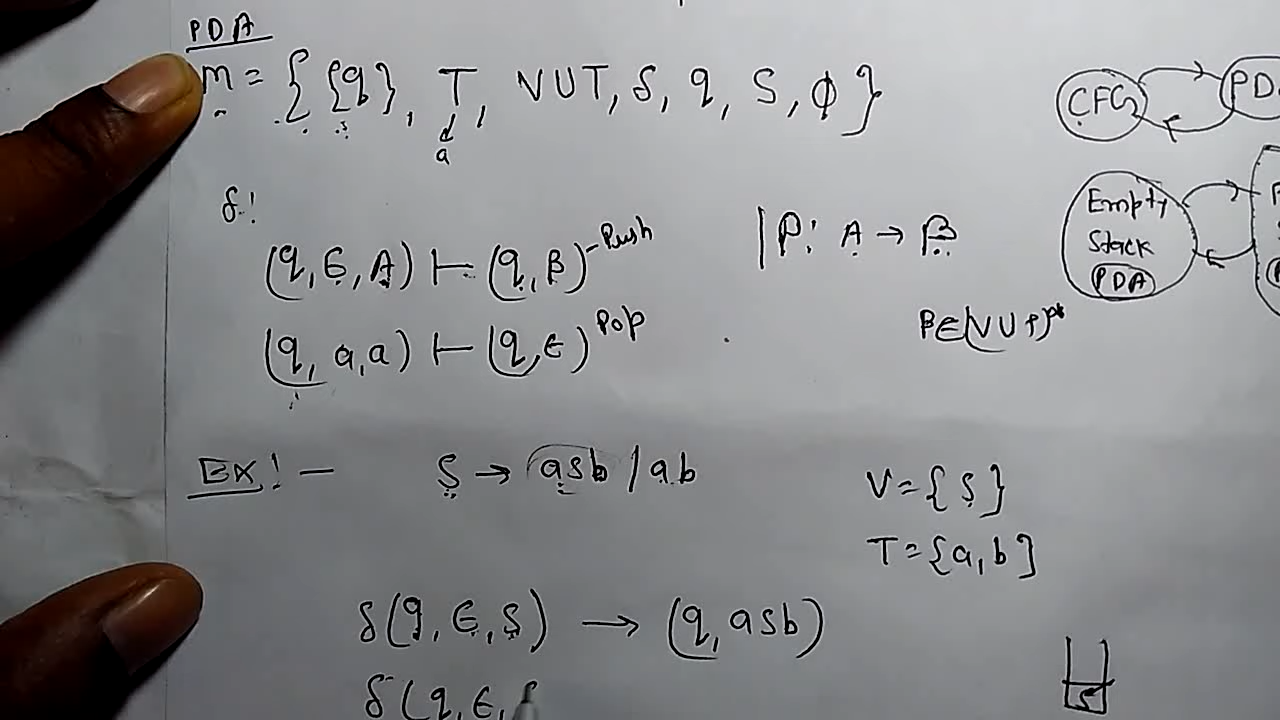 PDA
m = { {q}, T, VUT, δ, q, S, ϕ }
a
CFG
PD
δ:
(q, ϵ, A) ⊢ (q, β) - Push
P: A → β
Empty
Stack
PDA
(q, a, a) ⊢ (q, ϵ) Pop
β ∈ (VUT)*
Ex:- S → asb / ab
V = {S}
T = {a, b}
δ(q, ϵ, S) → (q, asb)
δ(q, ϵ,
S